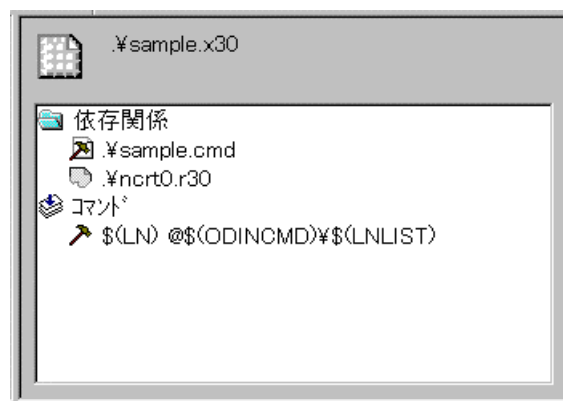 .¥sample.x30
依存関係
.¥sample.cmd
.¥ncrt0.r30
ｺﾏﾝﾄﾞ
$(LN) @$(ODINCMD)¥$(LNLIST)